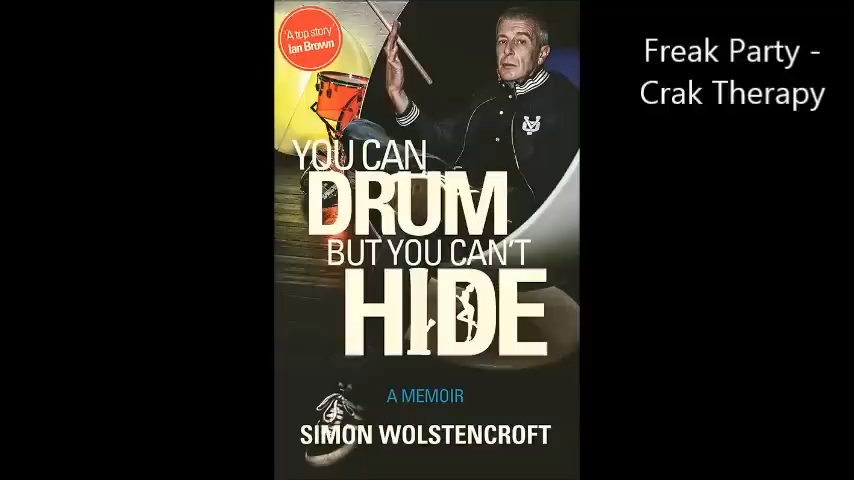 'A top story'
Ian Brown
YOU CAN
DRUM
BUT YOU CAN'T
HIDE
A MEMOIR
SIMON WOLSTENCROFT
Freak Party -
Crak Therapy